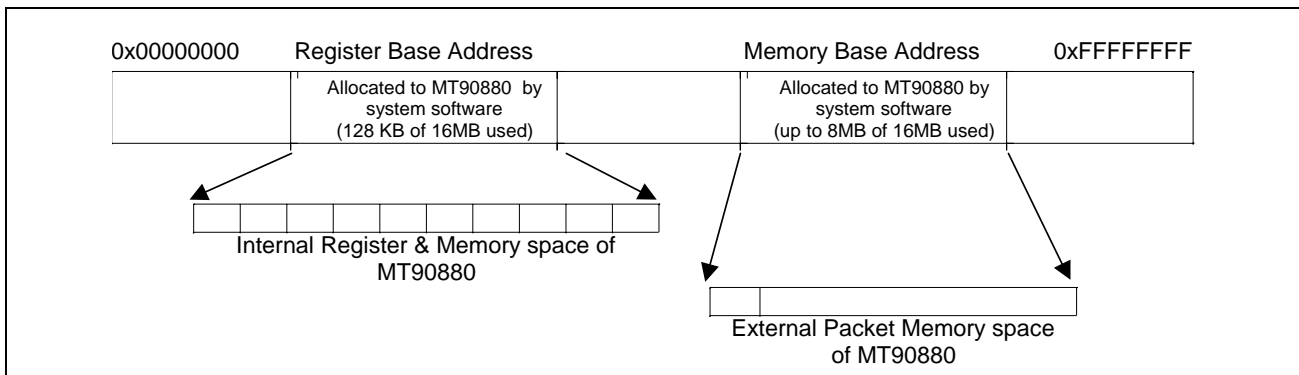 0x00000000 Register Base Address Memory Base Address 0xFFFFFFFF
Allocated to MT90880 by
system software
(128 KB of 16MB used)
Allocated to MT90880 by
system software
(up to 8MB of 16MB used)
Internal Register & Memory space of
MT90880
External Packet Memory space
of MT90880